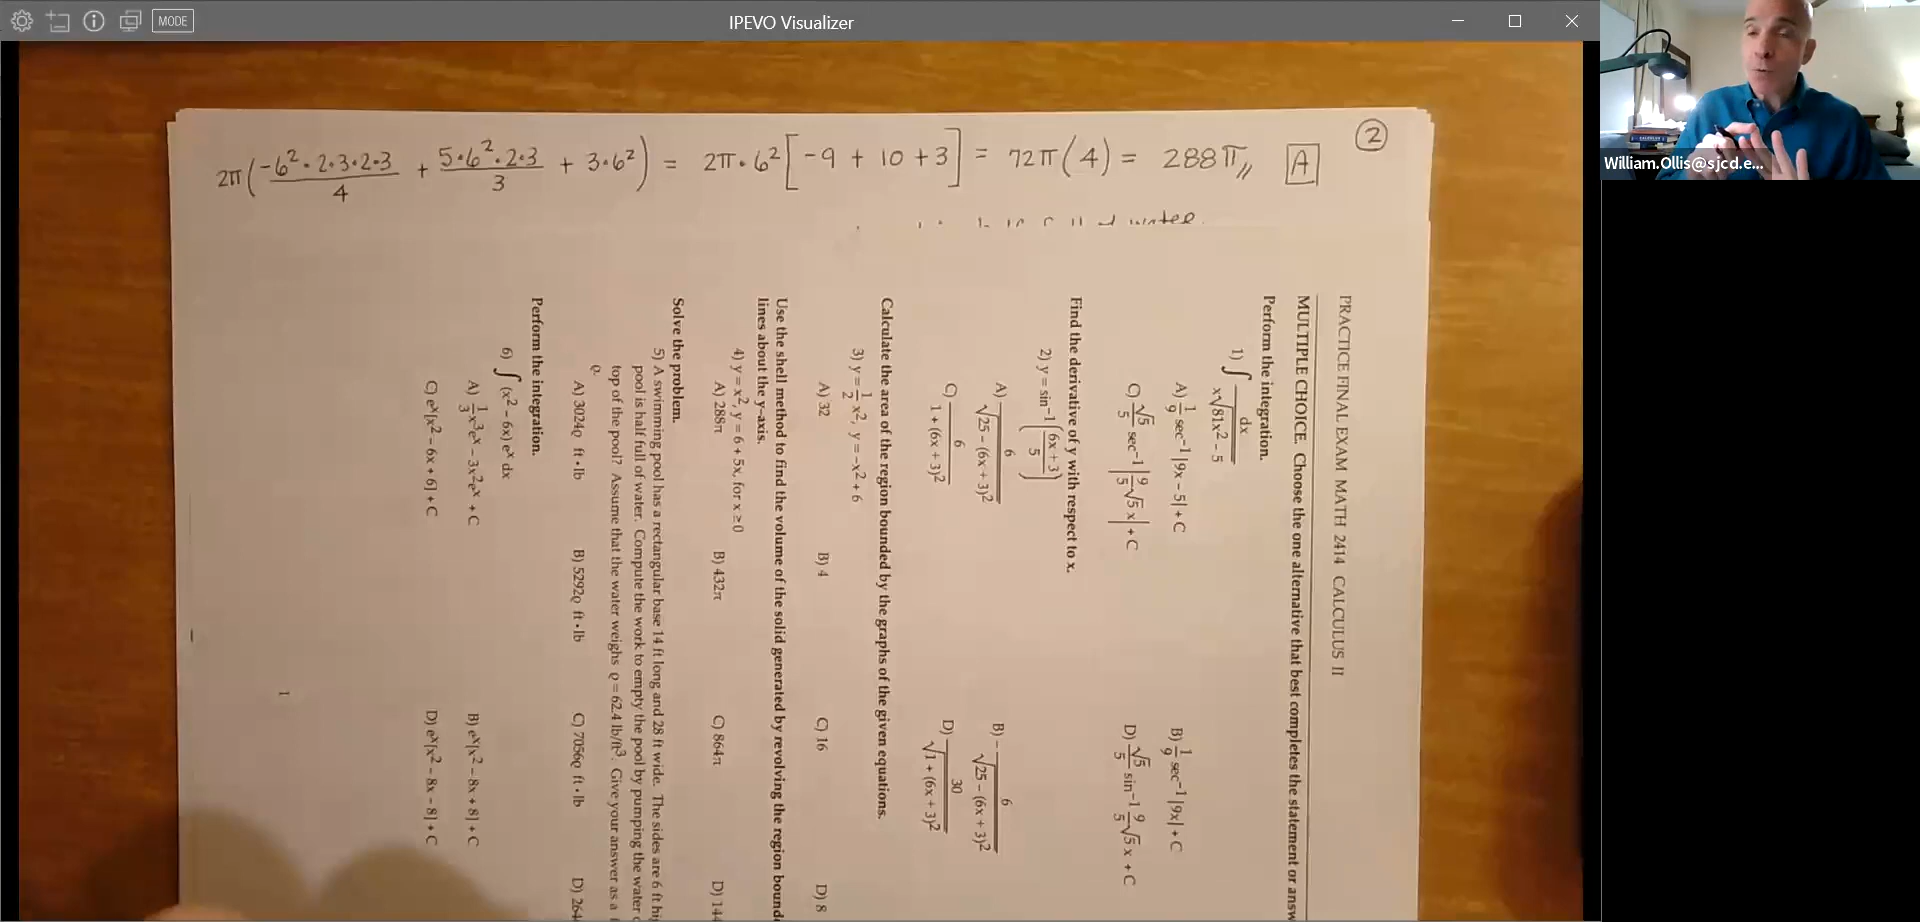 MODE
IPEVO Visualizer
William.Ollis@sjcd.e...
②
2π(-6²·2·3·2·3/4 + 5·6²·2·3/3 + 3·6²) = 2π·6²[-9 + 10 + 3] = 72π(4) = 288π,, A
water
PRACTICE FINAL EXAM MATH 2414 CALCULUS II
MULTIPLE CHOICE. Choose the one alternative that best completes the statement or answ
Perform the integration.
1) ∫ dx/(x√(81x² - 5))
A) 1/9 sec⁻¹|9x - 5| + C
B) 1/9 sec⁻¹|9x| + C
C) √5/5 sec⁻¹|9/5 √5 x| + C
D) √5/5 sin⁻¹ 9/5 √5 x + C
Find the derivative of y with respect to x.
2) y = sin⁻¹((6x + 3)/5)
A) 6/√(25 - (6x + 3)²)
B) - 6/√(25 - (6x + 3)²)
C) 6/(1 + (6x + 3)²)
D) 30/√(1 + (6x + 3)²)
Calculate the area of the region bounded by the graphs of the given equations.
3) y = 1/2 x², y = -x² + 6
A) 32 B) 4 C) 16 D) 8
Use the shell method to find the volume of the solid generated by revolving the region bound
lines about the y-axis.
4) y = x², y = 6 + 5x, for x ≥ 0
A) 288π B) 432π C) 864π D) 144
Solve the problem.
5) A swimming pool has a rectangular base 14 ft long and 28 ft wide. The sides are 6 ft hi
pool is half full of water. Compute the work to empty the pool by pumping the water
top of the pool? Assume that the water weighs ϱ = 62.4 lb/ft³. Give your answer as a
ϱ.
A) 3024ϱ ft·lb B) 5292ϱ ft·lb C) 7056ϱ ft·lb D) 264
Perform the integration.
6) ∫ (x² - 6x) eˣ dx
A) 1/3 x³eˣ - 3x²eˣ + C
B) eˣ[x² - 8x + 8] + C
C) eˣ[x² - 6x + 6] + C
D) eˣ[x² - 8x - 8] + C
1